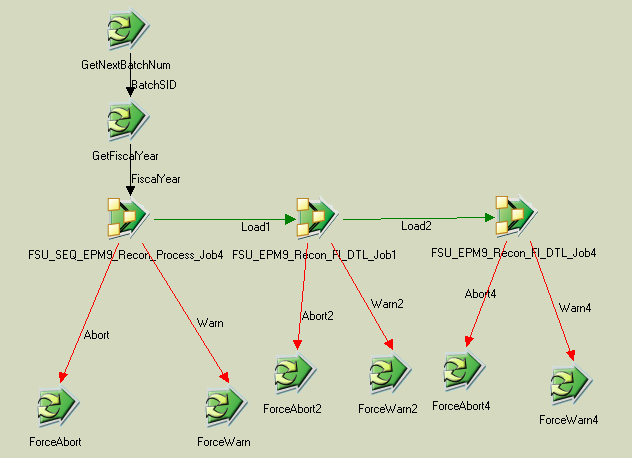 GetNextBatchNum
BatchSID
GetFiscalYear
FiscalYear
Load1
Load2
FSU_SEQ_EPM9_Recon_Process_Job4
FSU_EPM9_Recon_FI_DTL_Job1
FSU_EPM9_Recon_FI_DTL_Job4
Abort
Warn
Abort2
Warn2
Abort4
Warn4
ForceAbort
ForceWarn
ForceAbort2
ForceWarn2
ForceAbort4
ForceWarn4